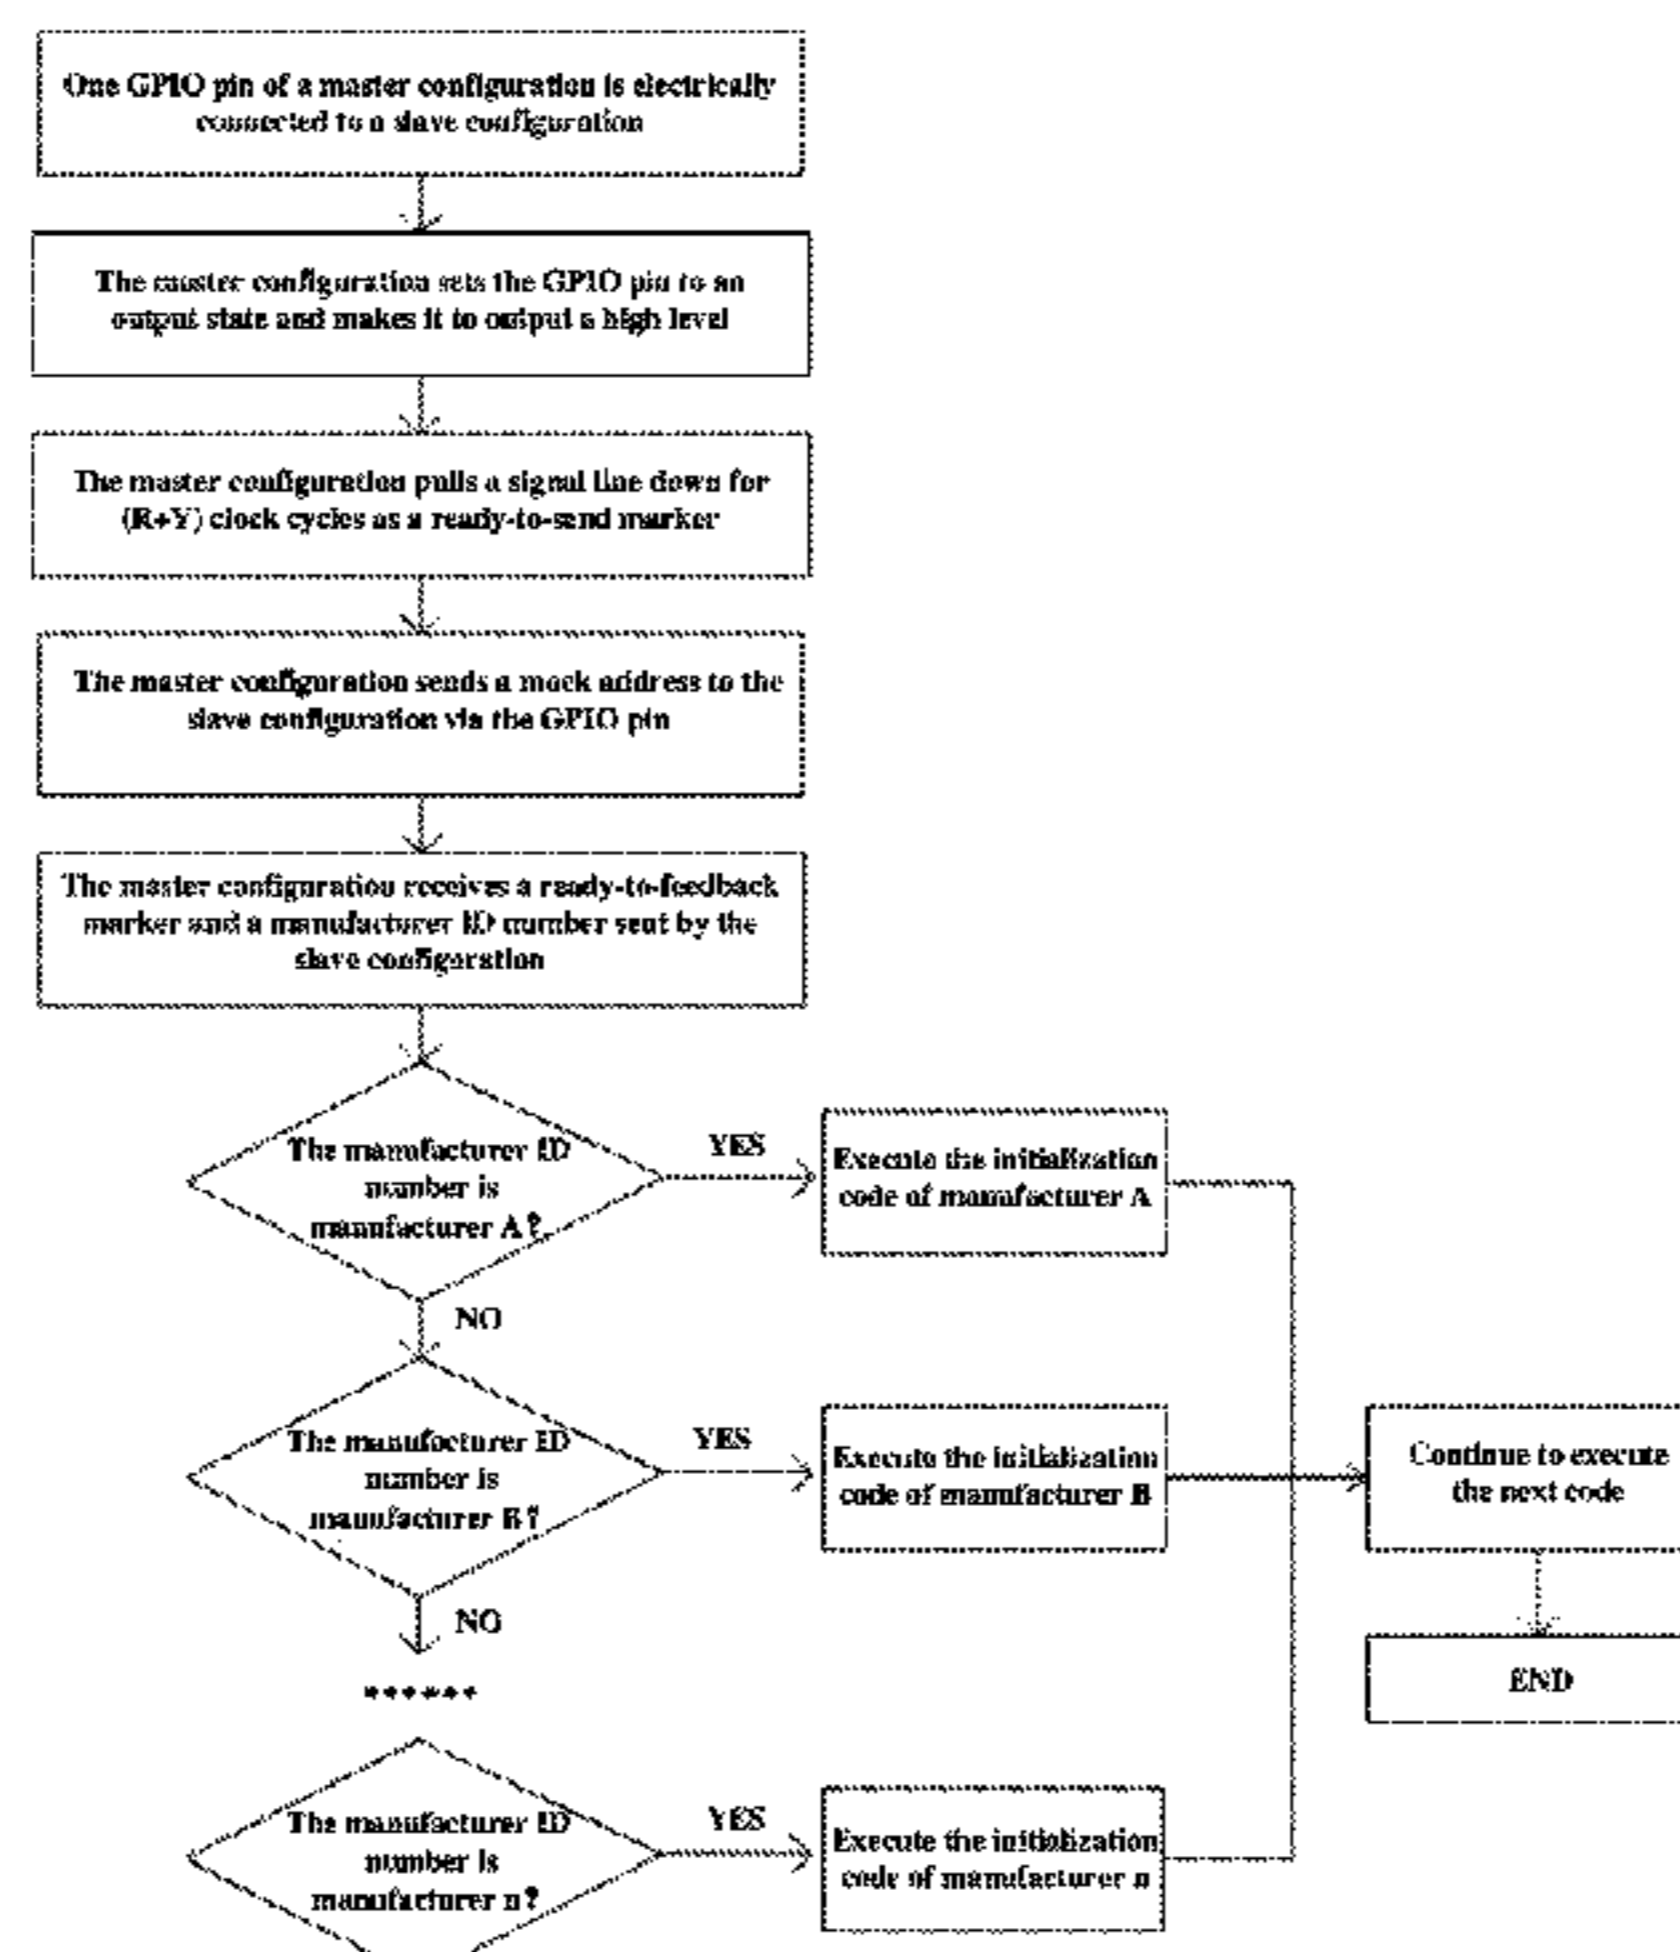 One GPIO pin of a master configuration is electrically
connected to a slave configuration
The master configuration sets the GPIO pin to an
output state and makes it to output a high level
The master configuration pulls a signal line down for
(R+Y) clock cycles as a ready-to-send marker
The master configuration sends a mock address to the
slave configuration via the GPIO pin
The master configuration receives a ready-to-feedback
marker and a manufacturer ID number sent by the
slave configuration
The manufacturer ID
number is
manufacturer A?
YES
Execute the initialization
code of manufacturer A
NO
The manufacturer ID
number is
manufacturer B?
YES
Execute the initialization
code of manufacturer B
Continue to execute
the next code
NO
END
******
The manufacturer ID
number is
manufacturer n?
YES
Execute the initialization
code of manufacturer n